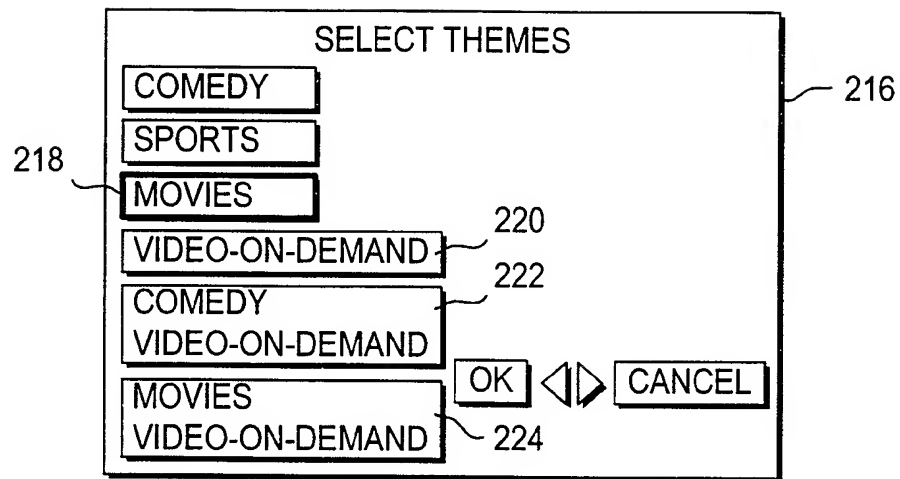 SELECT THEMES
COMEDY
216
SPORTS
218
MOVIES
220
VIDEO-ON-DEMAND
222
COMEDY
VIDEO-ON-DEMAND
OK
CANCEL
MOVIES
VIDEO-ON-DEMAND
224